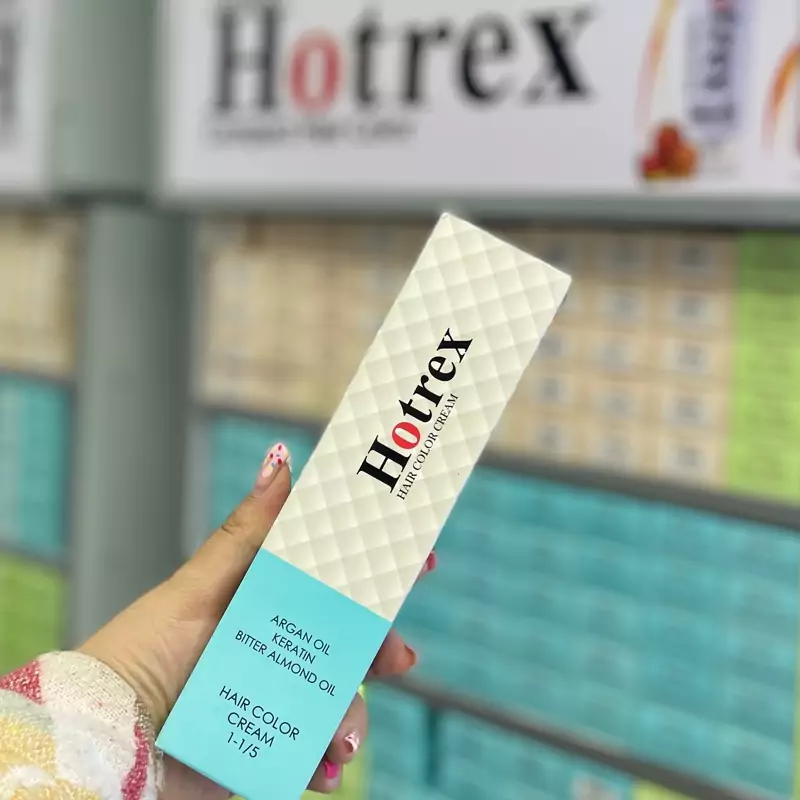 Hotrex
Hotrex
HAIR COLOR CREAM
ARGAN OIL
KERATIN
BITTER ALMOND OIL
HAIR COLOR
CREAM
1-1/5